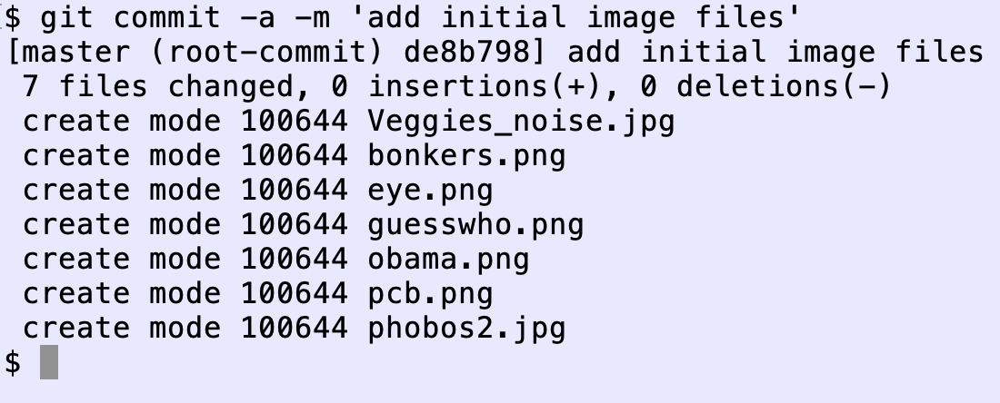 $ git commit -a -m 'add initial image files'
[master (root-commit) de8b798] add initial image files
 7 files changed, 0 insertions(+), 0 deletions(-)
 create mode 100644 Veggies_noise.jpg
 create mode 100644 bonkers.png
 create mode 100644 eye.png
 create mode 100644 guesswho.png
 create mode 100644 obama.png
 create mode 100644 pcb.png
 create mode 100644 phobos2.jpg
$